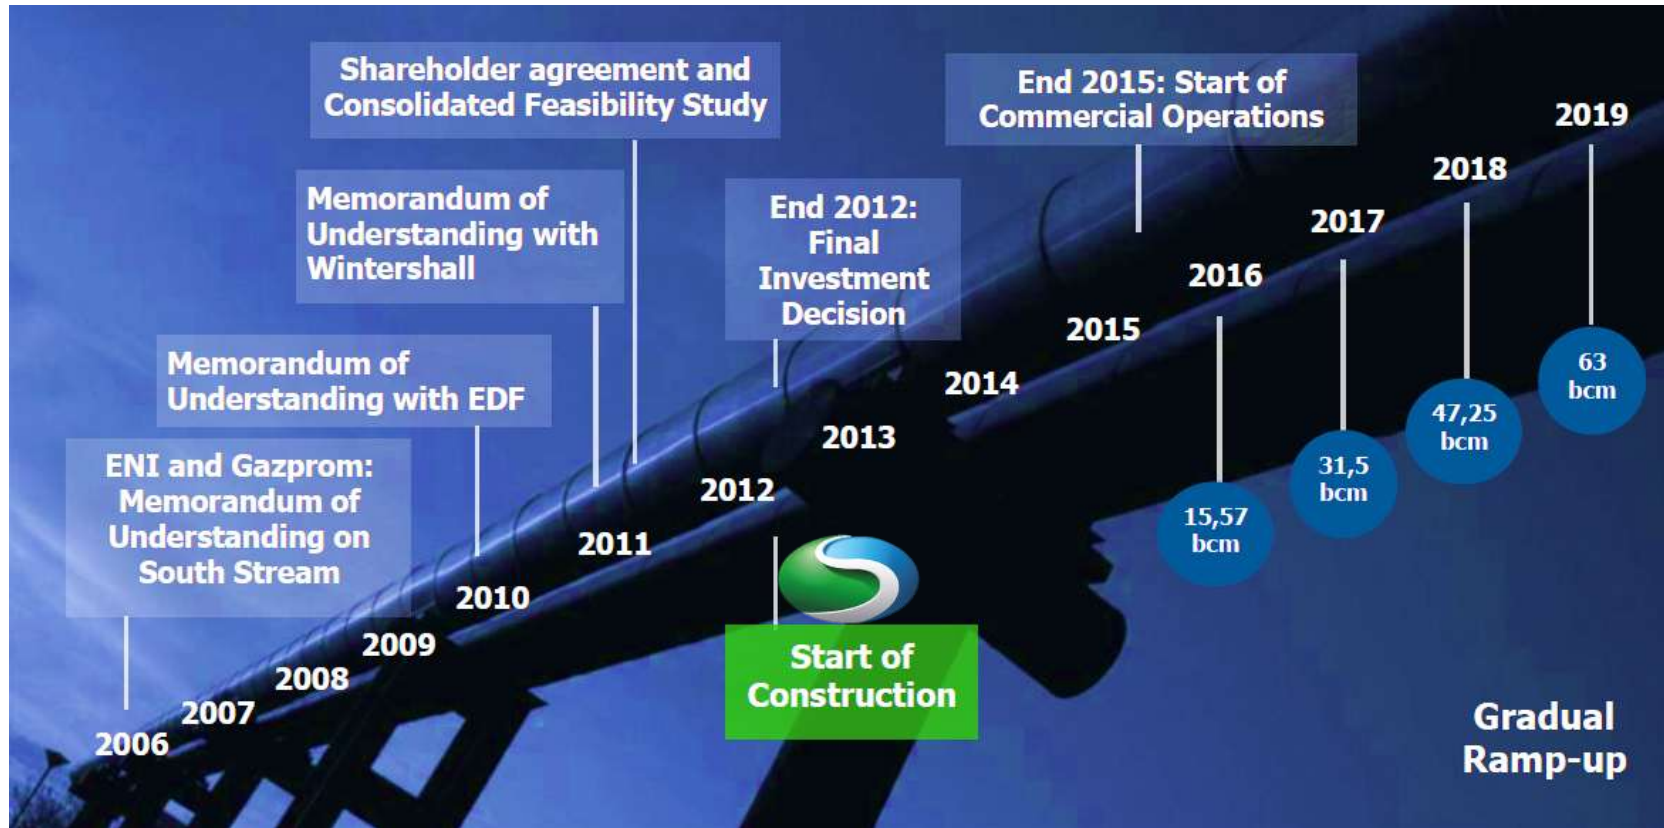 Shareholder agreement and
Consolidated Feasibility Study
End 2015: Start of
Commercial Operations
2019
2018
Memorandum of
Understanding with
Wintershall
End 2012:
Final
Investment
Decision
2017
2016
2015
Memorandum of
Understanding with EDF
2014
63
bcm
47,25
bcm
2013
ENI and Gazprom:
Memorandum of
Understanding on
South Stream
31,5
bcm
2012
15,57
bcm
2011
2010
2009
2008
2007
2006
Start of
Construction
Gradual
Ramp-up